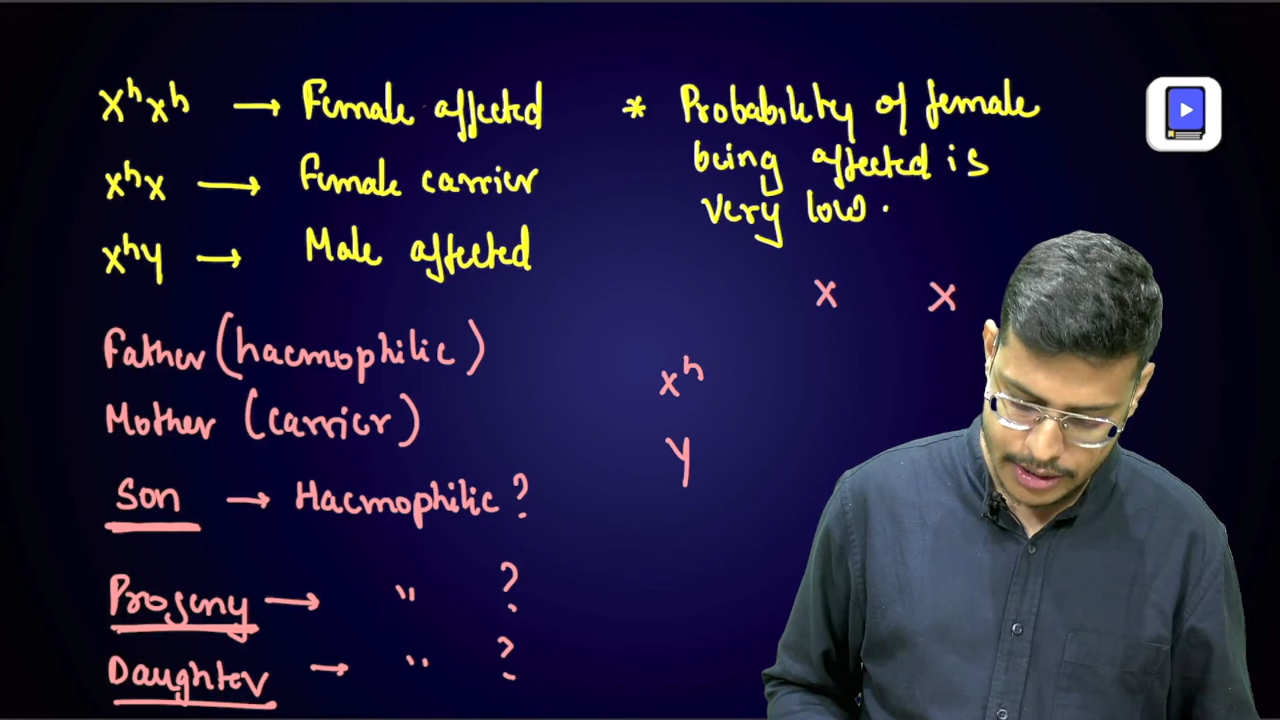 XʰXʰ → Female affected
XʰX → Female carrier
XʰY → Male affected
* Probability of female
being affected is
very low.
Father (haemophilic)
Mother (carrier)
Son → Haemophilic ?
Progeny → " ?
Daughter → " ?
X X
Xʰ
Y